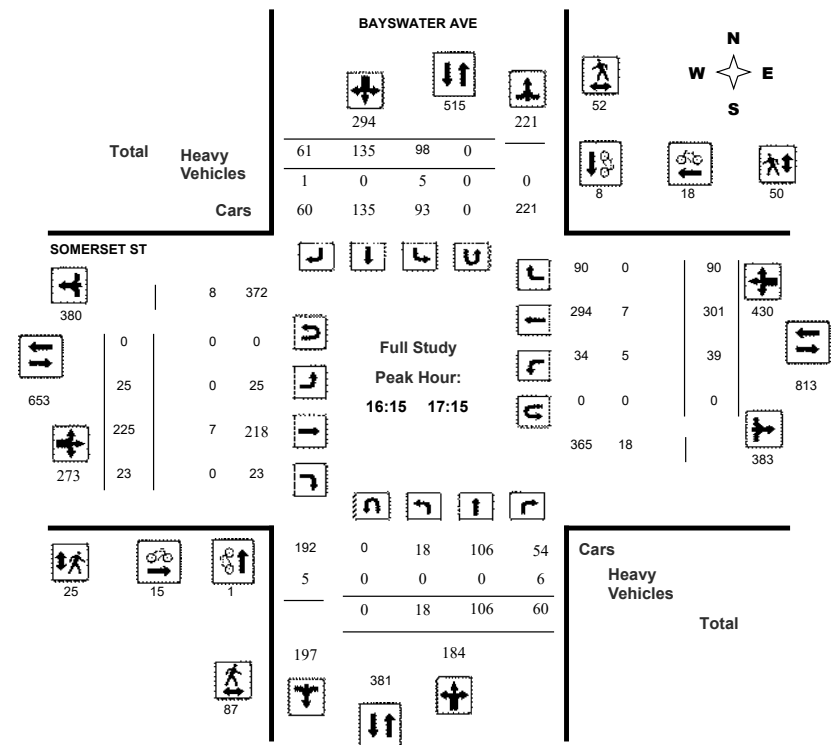 BAYSWATER AVE
N
W E
S
294
515
221
52
Total
Heavy
Vehicles
Cars
61 135 98 0
1 0 5 0 0
60 135 93 0 221
8 18 50
SOMERSET ST
380
8 372
0 0 0
653
25 0 25
225 7 218
273
23 0 23
Full Study
Peak Hour:
16:15 17:15
90 0 90
430
294 7 301
34 5 39
813
0 0 0
365 18
383
25 15 1
192 0 18 106 54
5 0 0 0 6
0 18 106 60
Cars
Heavy
Vehicles
Total
197
381
184
87